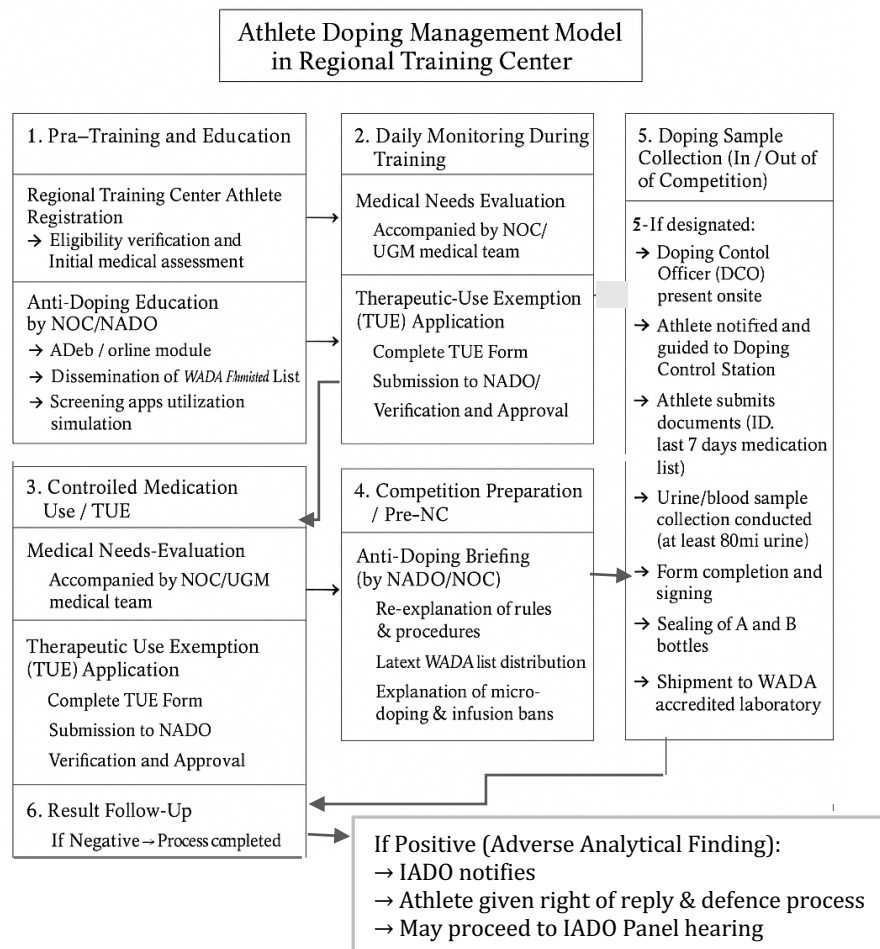 Athlete Doping Management Model
in Regional Training Center
1. Pra–Training and Education
Regional Training Center Athlete
Registration
→ Eligibility verification and
Initial medical assessment
Anti-Doping Education
by NOC/NADO
→ ADeb / orline module
→ Dissemination of WADA List
→ Screening apps utilization
simulation
2. Daily Monitoring During
Training
Medical Needs Evaluation
Accompanied by NOC/
UGM medical team
Therapeutic-Use Exemption
(TUE) Application
Complete TUE Form
Submission to NADO/
Verification and Approval
3. Controiled Medication
Use / TUE
Medical Needs-Evaluation
Accompanied by NOC/UGM
medical team
Therapeutic Use Exemption
(TUE) Application
Complete TUE Form
Submission to NADO
Verification and Approval
4. Competition Preparation
/ Pre–NC
Anti-Doping Briefing
(by NADO/NOC)
Re-explanation of rules
& procedures
Latext WADA list distribution
Explanation of micro-
doping & infusion bans
5. Doping Sample
Collection (In / Out of
of Competition)
5-If designated:
→ Doping Contol
Officer (DCO)
present onsite
→ Athlete notified and
guided to Doping
Control Station
→ Athlete submits
documents (ID.
last 7 days medication
list)
→ Urine/blood sample
collection conducted
(at least 80mi urine)
→ Form completion and
signing
→ Sealing of A and B
bottles
→ Shipment to WADA
accredited laboratory
6. Result Follow-Up
If Negative → Process completed
If Positive (Adverse Analytical Finding):
→ IADO notifies
→ Athlete given right of reply & defence process
→ May proceed to IADO Panel hearing